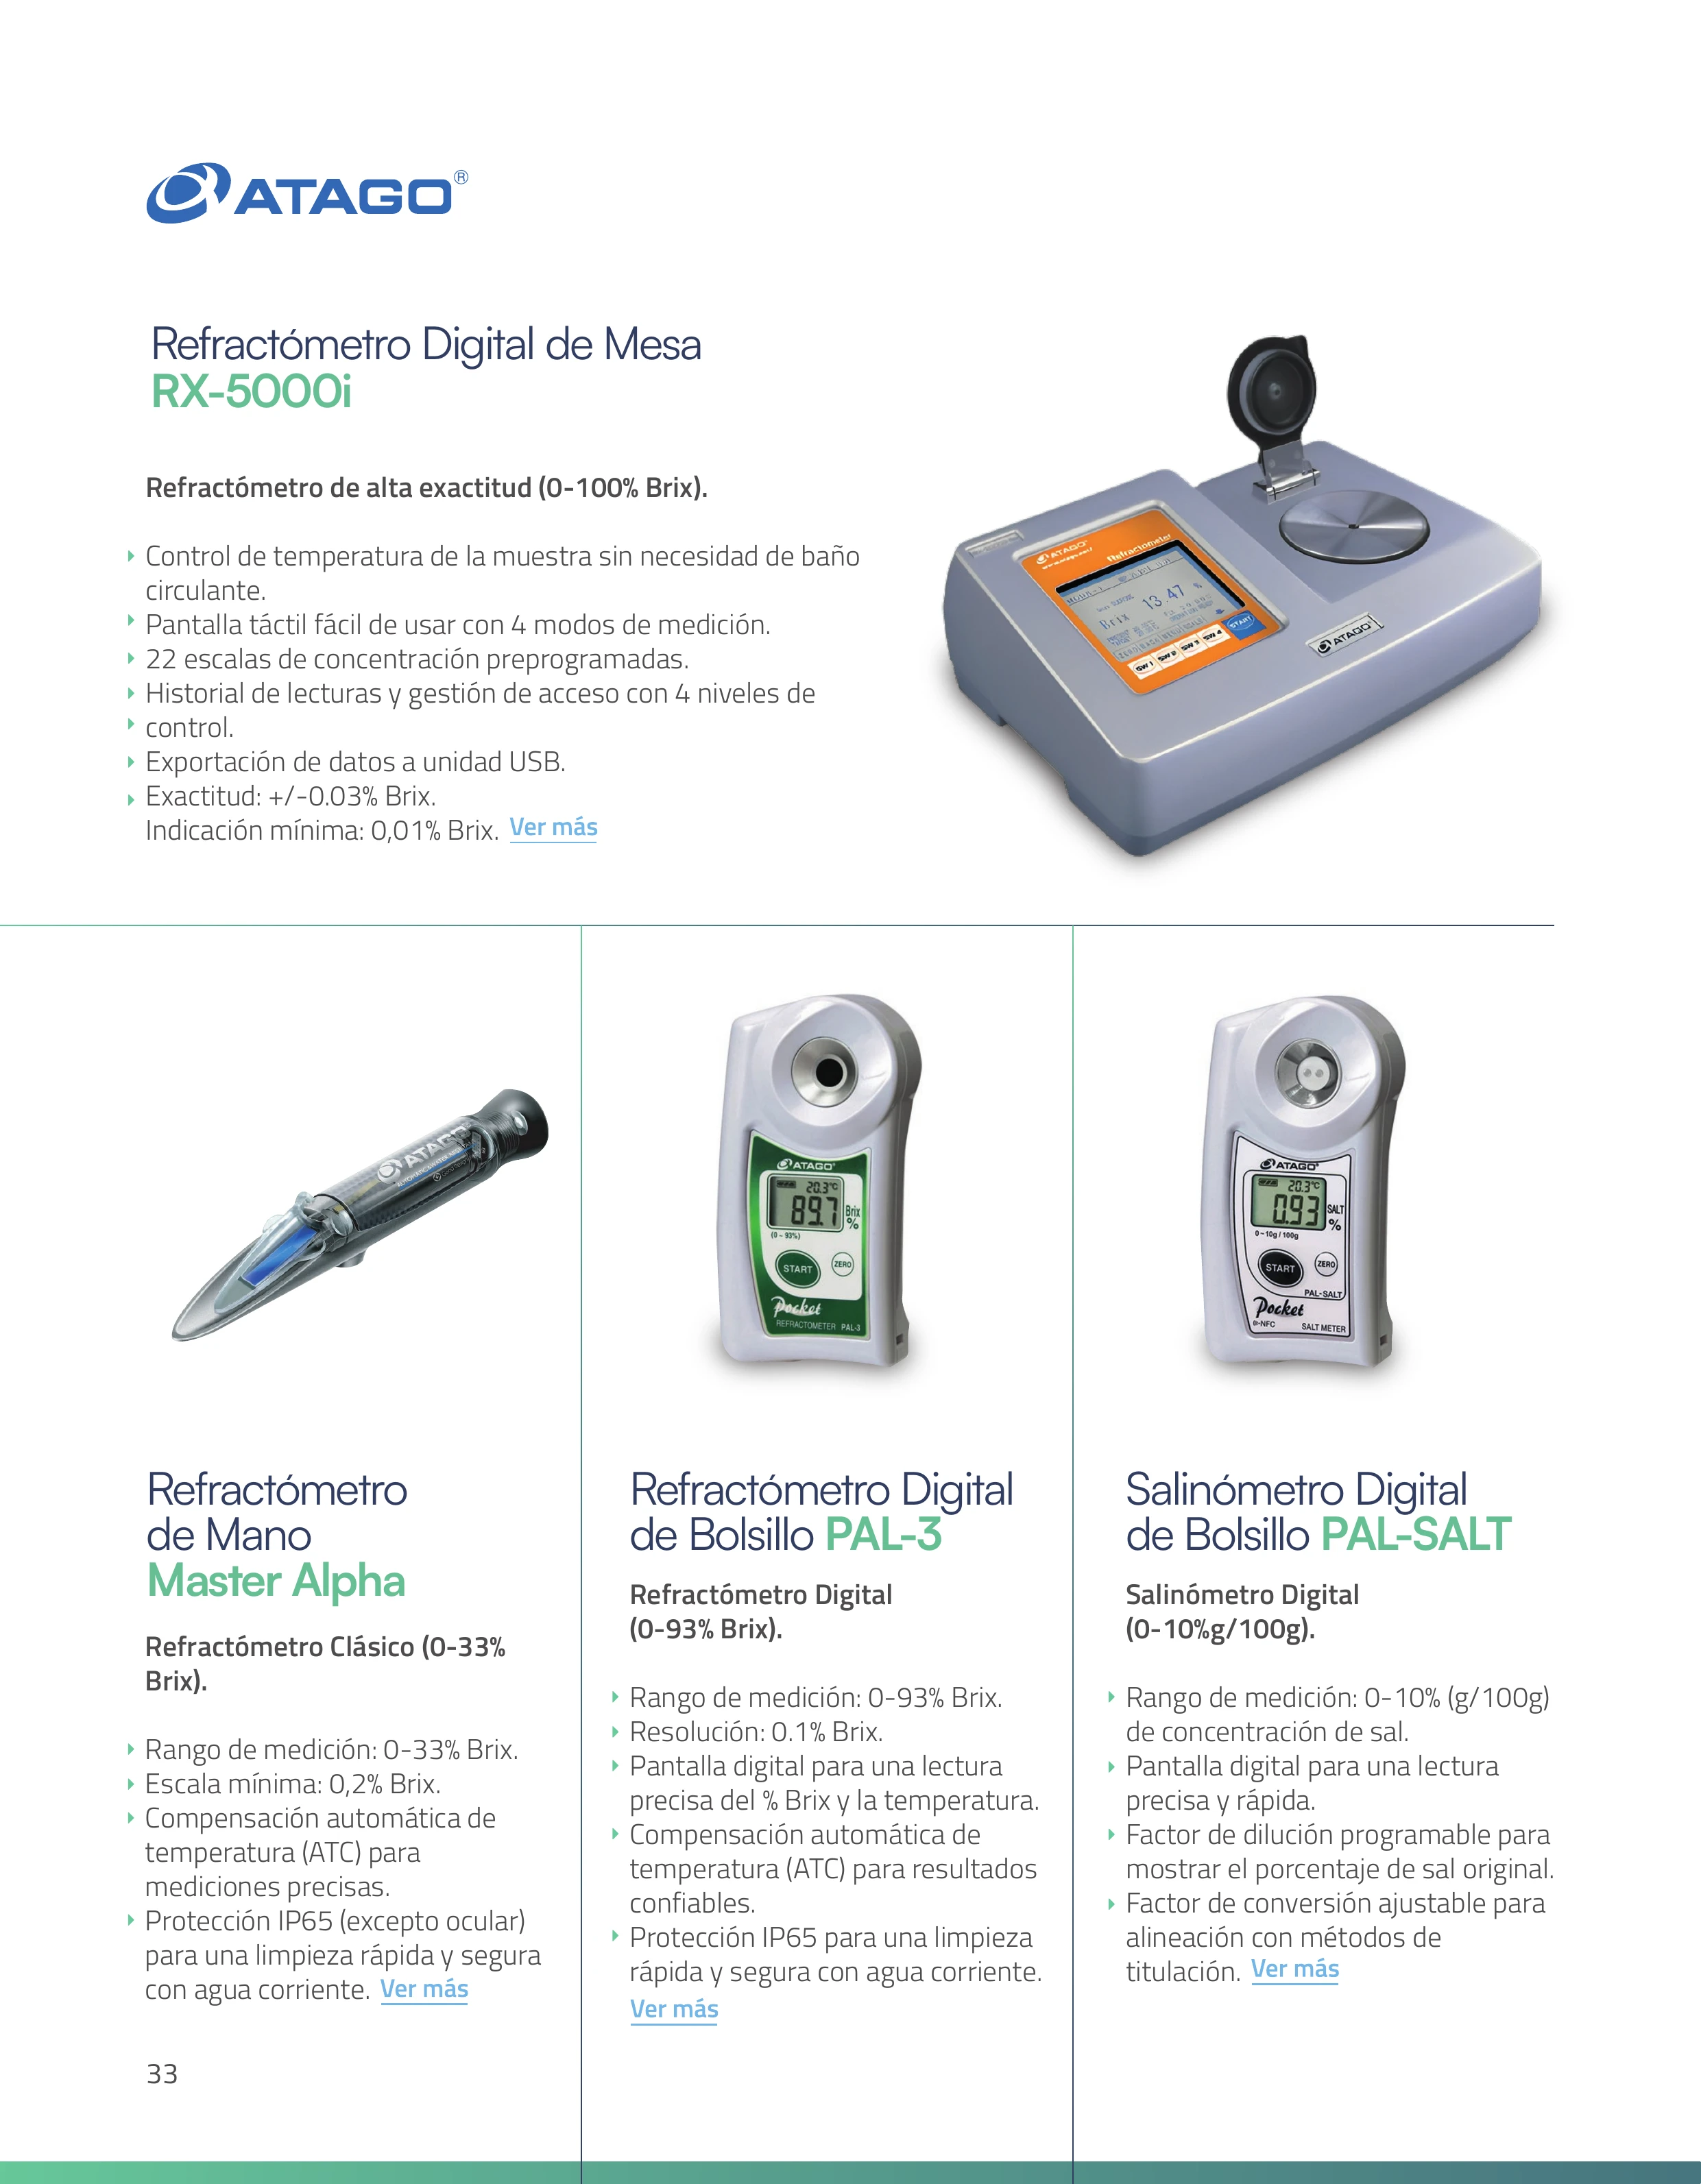 ATAGO®
Refractómetro Digital de Mesa
RX-5000i
Refractómetro de alta exactitud (0-100% Brix).
Control de temperatura de la muestra sin necesidad de baño
circulante.
Pantalla táctil fácil de usar con 4 modos de medición.
22 escalas de concentración preprogramadas.
Historial de lecturas y gestión de acceso con 4 niveles de
control.
Exportación de datos a unidad USB.
Exactitud: +/-0.03% Brix.
Indicación mínima: 0,01% Brix. Ver más
ATAGO
Refractometer
Brix 13.47 %
SW 1 SW 2 SW 3 SW 4 START
ATAGO
ATAGO
ATAGO
20.3°C
89.7 Brix %
(0 ~ 93%)
START ZERO
Pocket
REFRACTOMETER PAL-3
ATAGO
20.3°C
0.93 SALT %
0 ~ 10g / 100g
START ZERO
PAL-SALT
Pocket
NFC SALT METER
Refractómetro
de Mano
Master Alpha
Refractómetro Clásico (0-33%
Brix).
Rango de medición: 0-33% Brix.
Escala mínima: 0,2% Brix.
Compensación automática de
temperatura (ATC) para
mediciones precisas.
Protección IP65 (excepto ocular)
para una limpieza rápida y segura
con agua corriente. Ver más
Refractómetro Digital
de Bolsillo PAL-3
Refractómetro Digital
(0-93% Brix).
Rango de medición: 0-93% Brix.
Resolución: 0.1% Brix.
Pantalla digital para una lectura
precisa del % Brix y la temperatura.
Compensación automática de
temperatura (ATC) para resultados
confiables.
Protección IP65 para una limpieza
rápida y segura con agua corriente.
Ver más
Salinómetro Digital
de Bolsillo PAL-SALT
Salinómetro Digital
(0-10%g/100g).
Rango de medición: 0-10% (g/100g)
de concentración de sal.
Pantalla digital para una lectura
precisa y rápida.
Factor de dilución programable para
mostrar el porcentaje de sal original.
Factor de conversión ajustable para
alineación con métodos de
titulación. Ver más
33